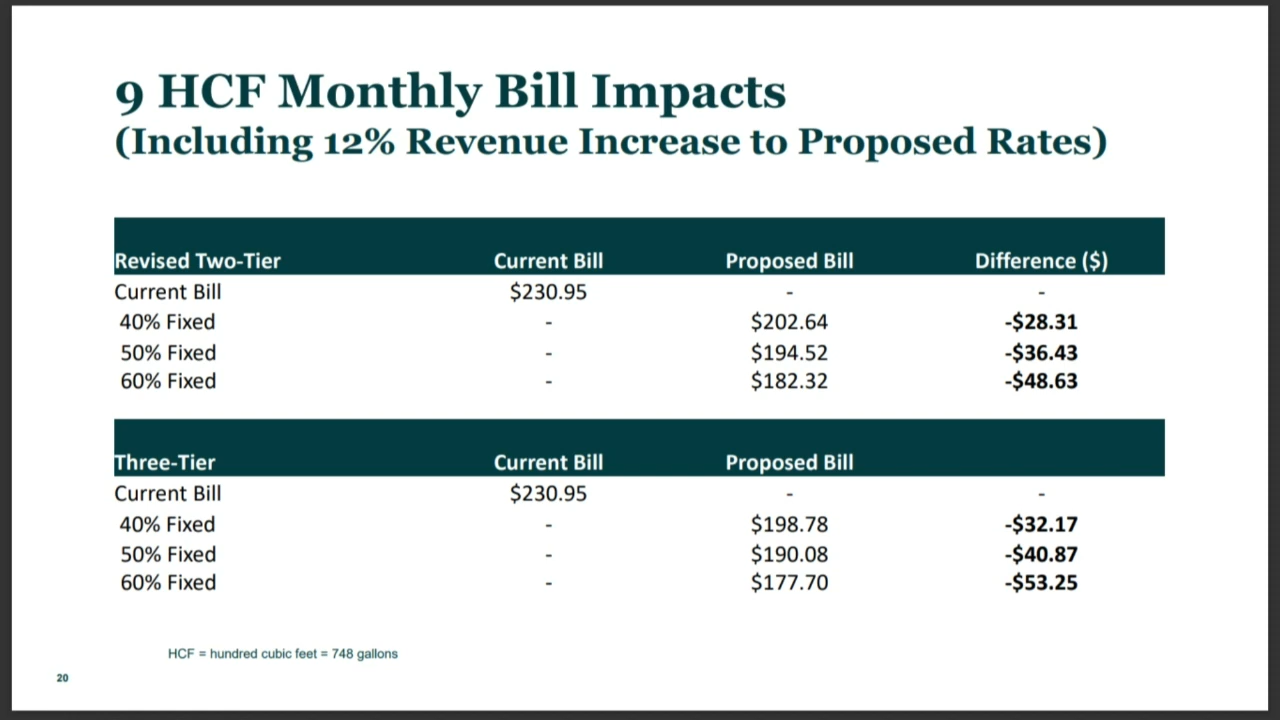 9 HCF Monthly Bill Impacts
(Including 12% Revenue Increase to Proposed Rates)
Revised Two-Tier Current Bill Proposed Bill Difference ($)
Current Bill $230.95 - -
40% Fixed - $202.64 -$28.31
50% Fixed - $194.52 -$36.43
60% Fixed - $182.32 -$48.63
Three-Tier Current Bill Proposed Bill
Current Bill $230.95 - -
40% Fixed - $198.78 -$32.17
50% Fixed - $190.08 -$40.87
60% Fixed - $177.70 -$53.25
HCF = hundred cubic feet = 748 gallons
20